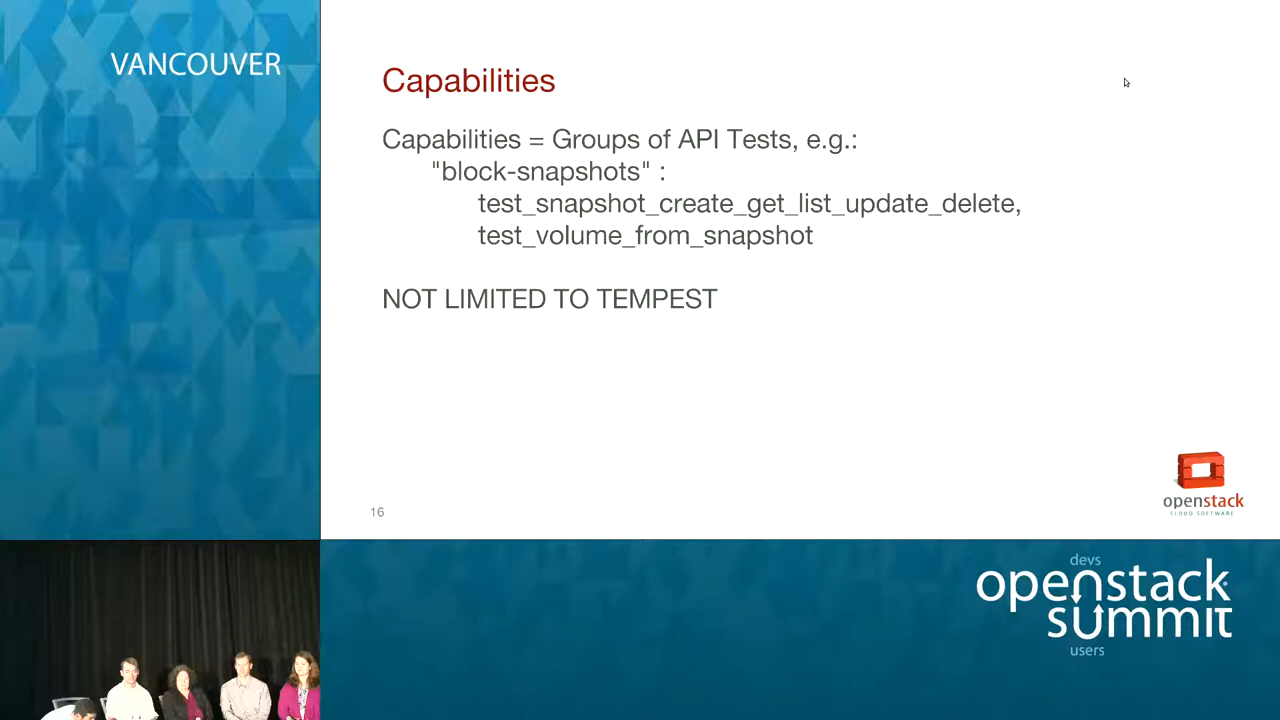 VANCOUVER
Capabilities
Capabilities = Groups of API Tests, e.g.:
"block-snapshots" :
test_snapshot_create_get_list_update_delete,
test_volume_from_snapshot
NOT LIMITED TO TEMPEST
openstack
CLOUD SOFTWARE
16
devs
openstack
summit
users